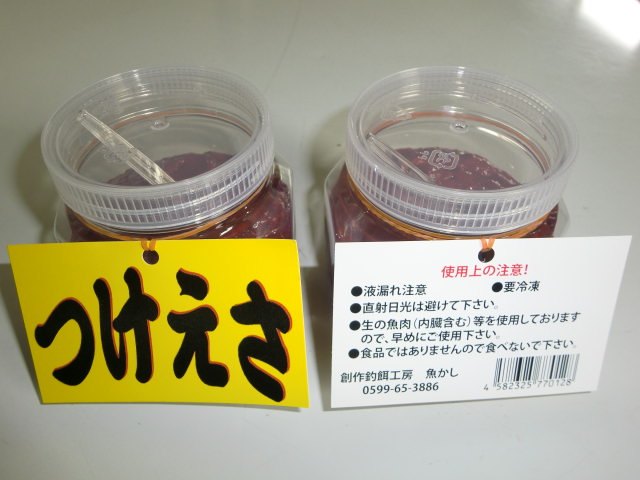 つけえさ
使用上の注意!
●液漏れ注意 ●要冷凍
●直射日光は避けて下さい。
●生の魚肉(内臓含む)等を使用しております
ので、早めにご使用下さい。
●食品ではありませんので食べないで下さい。
創作釣餌工房 魚かし
0599-65-3886
4 582325 770128